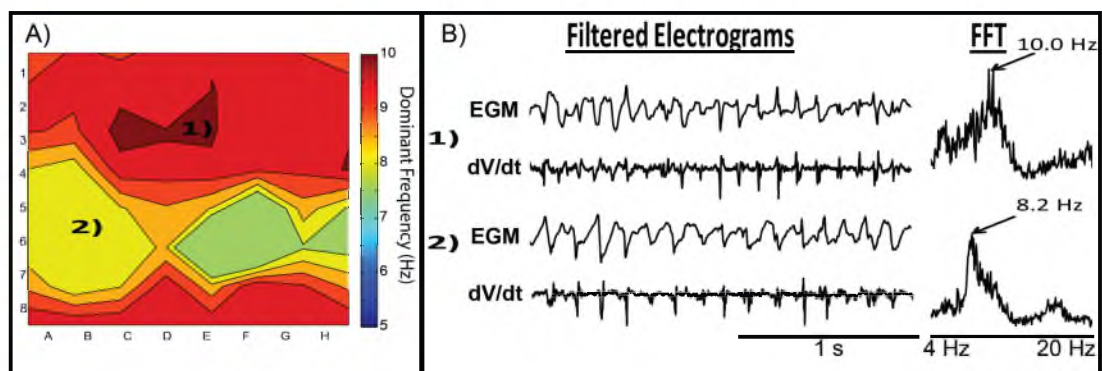 A)
1
2
3
4
5
6
7
8
A B C D E F G H
1)
2)
10
9
8
7
6
5
Dominant Frequency (Hz)
B)
Filtered Electrograms
FFT
1)
EGM
dV/dt
10.0 Hz
2)
EGM
dV/dt
8.2 Hz
1 s
4 Hz 20 Hz